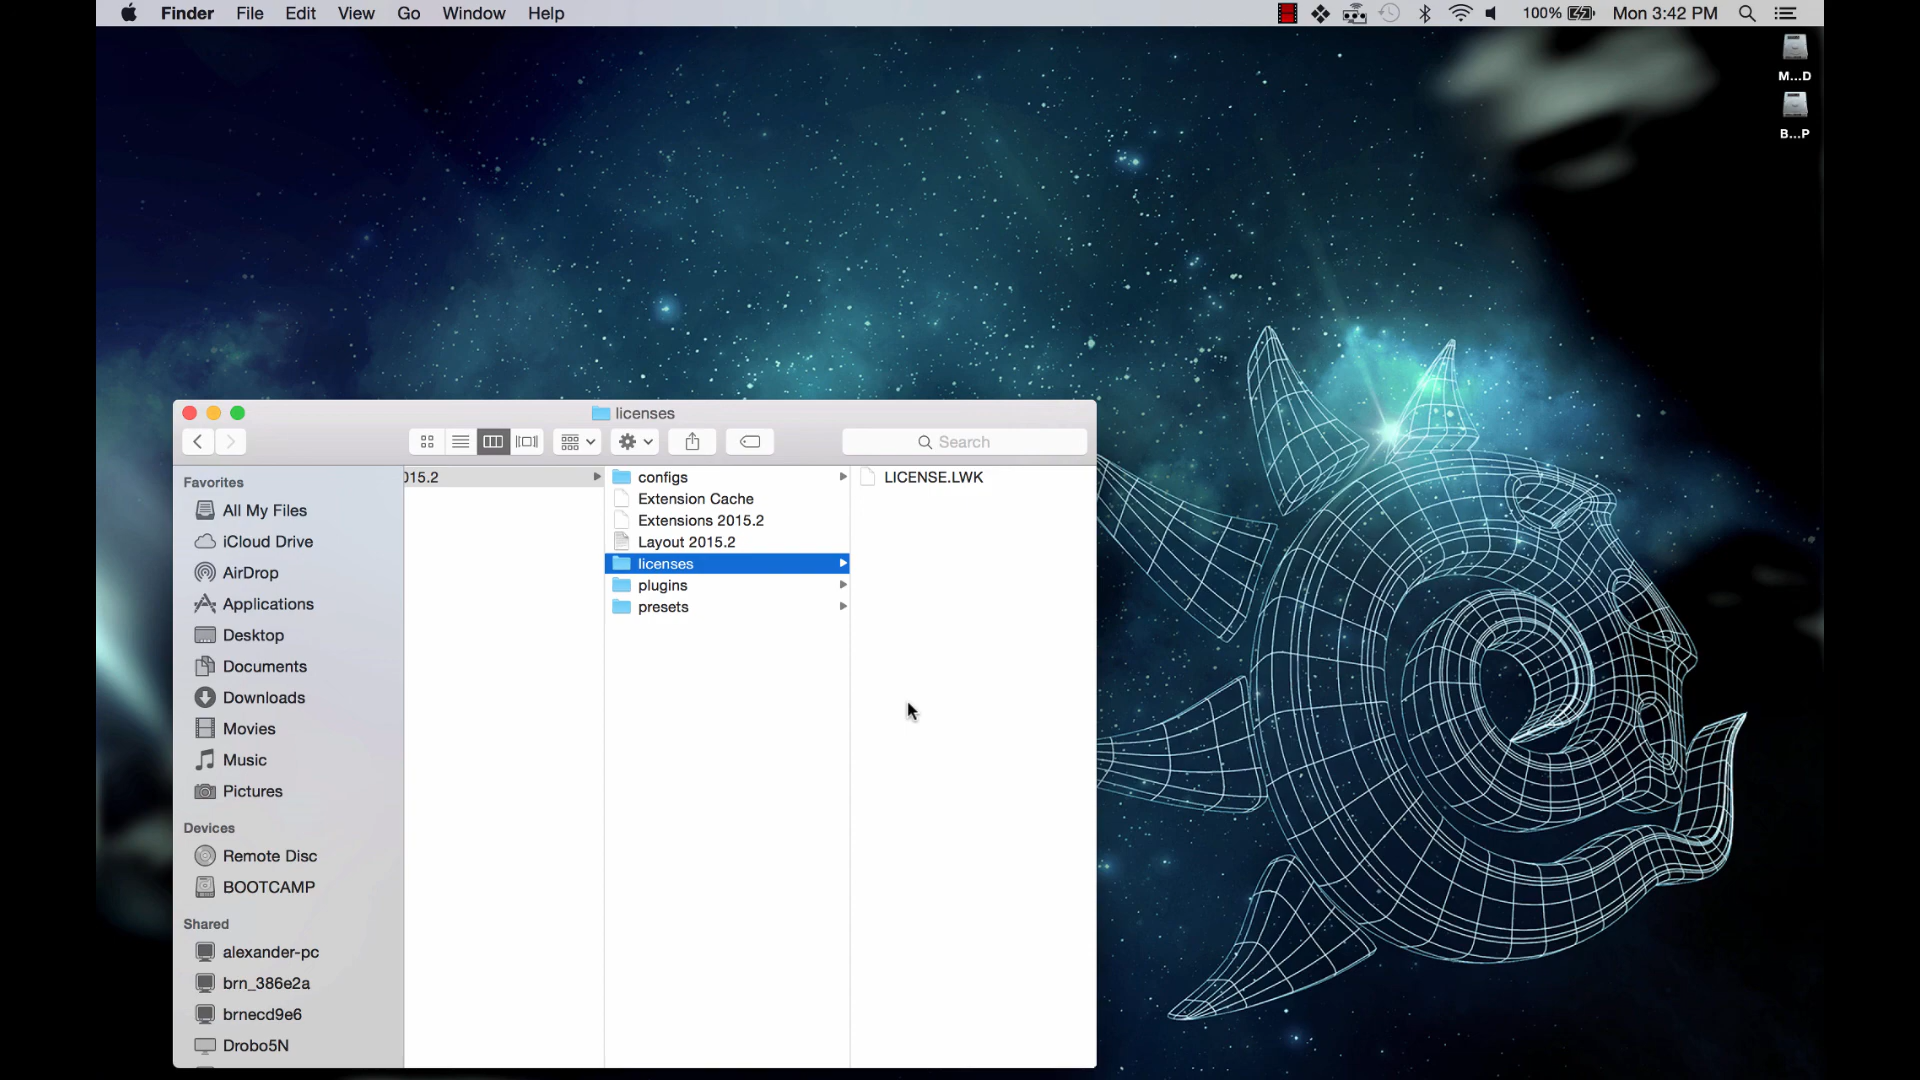 Finder File Edit View Go Window Help 100% Mon 3:42 PM
M...D
B...P
licenses
Search
Favorites
All My Files
iCloud Drive
AirDrop
Applications
Desktop
Documents
Downloads
Movies
Music
Pictures
Devices
Remote Disc
BOOTCAMP
Shared
alexander-pc
brn_386e2a
brnecd9e6
Drobo5N
015.2
configs
Extension Cache
Extensions 2015.2
Layout 2015.2
licenses
plugins
presets
LICENSE.LWK